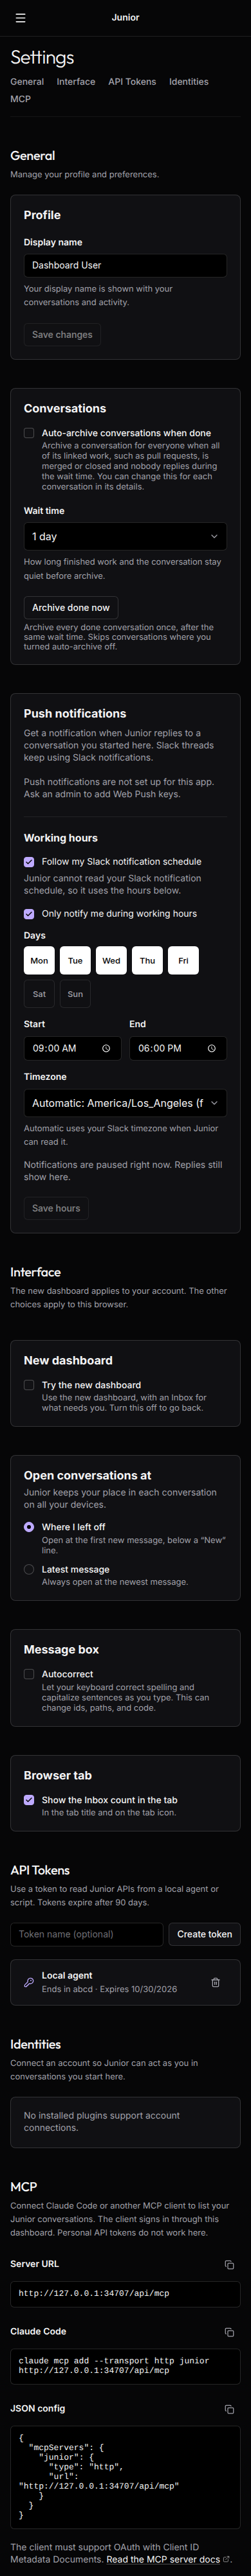 Junior
Settings
General Interface API Tokens Identities
MCP
General
Manage your profile and preferences.
Profile
Display name
Dashboard User
Your display name is shown with your
conversations and activity.
Save changes
Conversations
Auto-archive conversations when done
Archive a conversation for everyone when all
of its linked work, such as pull requests, is
merged or closed and nobody replies during
the wait time. You can change this for each
conversation in its details.
Wait time
1 day
How long finished work and the conversation stay
quiet before archive.
Archive done now
Archive every done conversation once, after the
same wait time. Skips conversations where you
turned auto-archive off.
Push notifications
Get a notification when Junior replies to a
conversation you started here. Slack threads
keep using Slack notifications.
Push notifications are not set up for this app.
Ask an admin to add Web Push keys.
Working hours
Follow my Slack notification schedule
Junior cannot read your Slack notification
schedule, so it uses the hours below.
Only notify me during working hours
Days
Mon Tue Wed Thu Fri
Sat Sun
Start End
09:00 AM 06:00 PM
Timezone
Automatic: America/Los_Angeles (f
Automatic uses your Slack timezone when Junior
can read it.
Notifications are paused right now. Replies still
show here.
Save hours
Interface
The new dashboard applies to your account. The other
choices apply to this browser.
New dashboard
Try the new dashboard
Use the new dashboard, with an Inbox for
what needs you. Turn this off to go back.
Open conversations at
Junior keeps your place in each conversation
on all your devices.
Where I left off
Open at the first new message, below a "New"
line.
Latest message
Always open at the newest message.
Message box
Autocorrect
Let your keyboard correct spelling and
capitalize sentences as you type. This can
change ids, paths, and code.
Browser tab
Show the Inbox count in the tab
In the tab title and on the tab icon.
API Tokens
Use a token to read Junior APIs from a local agent or
script. Tokens expire after 90 days.
Token name (optional) Create token
Local agent
Ends in abcd · Expires 10/30/2026
Identities
Connect an account so Junior can act as you in
conversations you start here.
No installed plugins support account
connections.
MCP
Connect Claude Code or another MCP client to list your
Junior conversations. The client signs in through this
dashboard. Personal API tokens do not work here.
Server URL
http://127.0.0.1:34707/api/mcp
Claude Code
claude mcp add --transport http junior
http://127.0.0.1:34707/api/mcp
JSON config
{
"mcpServers": {
"junior": {
"type": "http",
"url":
"http://127.0.0.1:34707/api/mcp"
}
}
}
The client must support OAuth with Client ID
Metadata Documents. Read the MCP server docs.